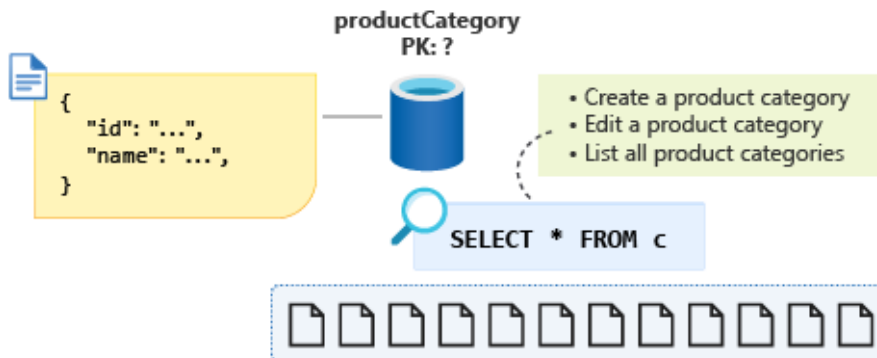 productCategory
PK: ?
{
"id": "...",
"name": "...",
}
• Create a product category
• Edit a product category
• List all product categories
SELECT * FROM c